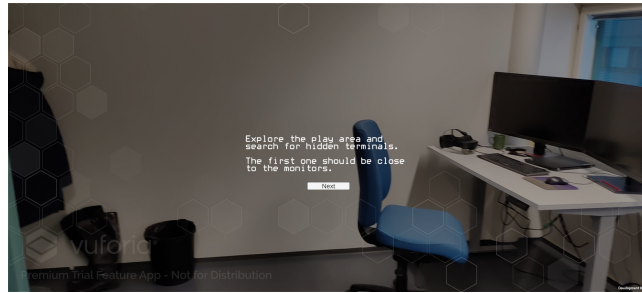 Explore the play area and
search for hidden terminals.
The first one should be close
to the monitors.
Next
vuforia
Premium Trial Feature App - Not for Distribution
Development